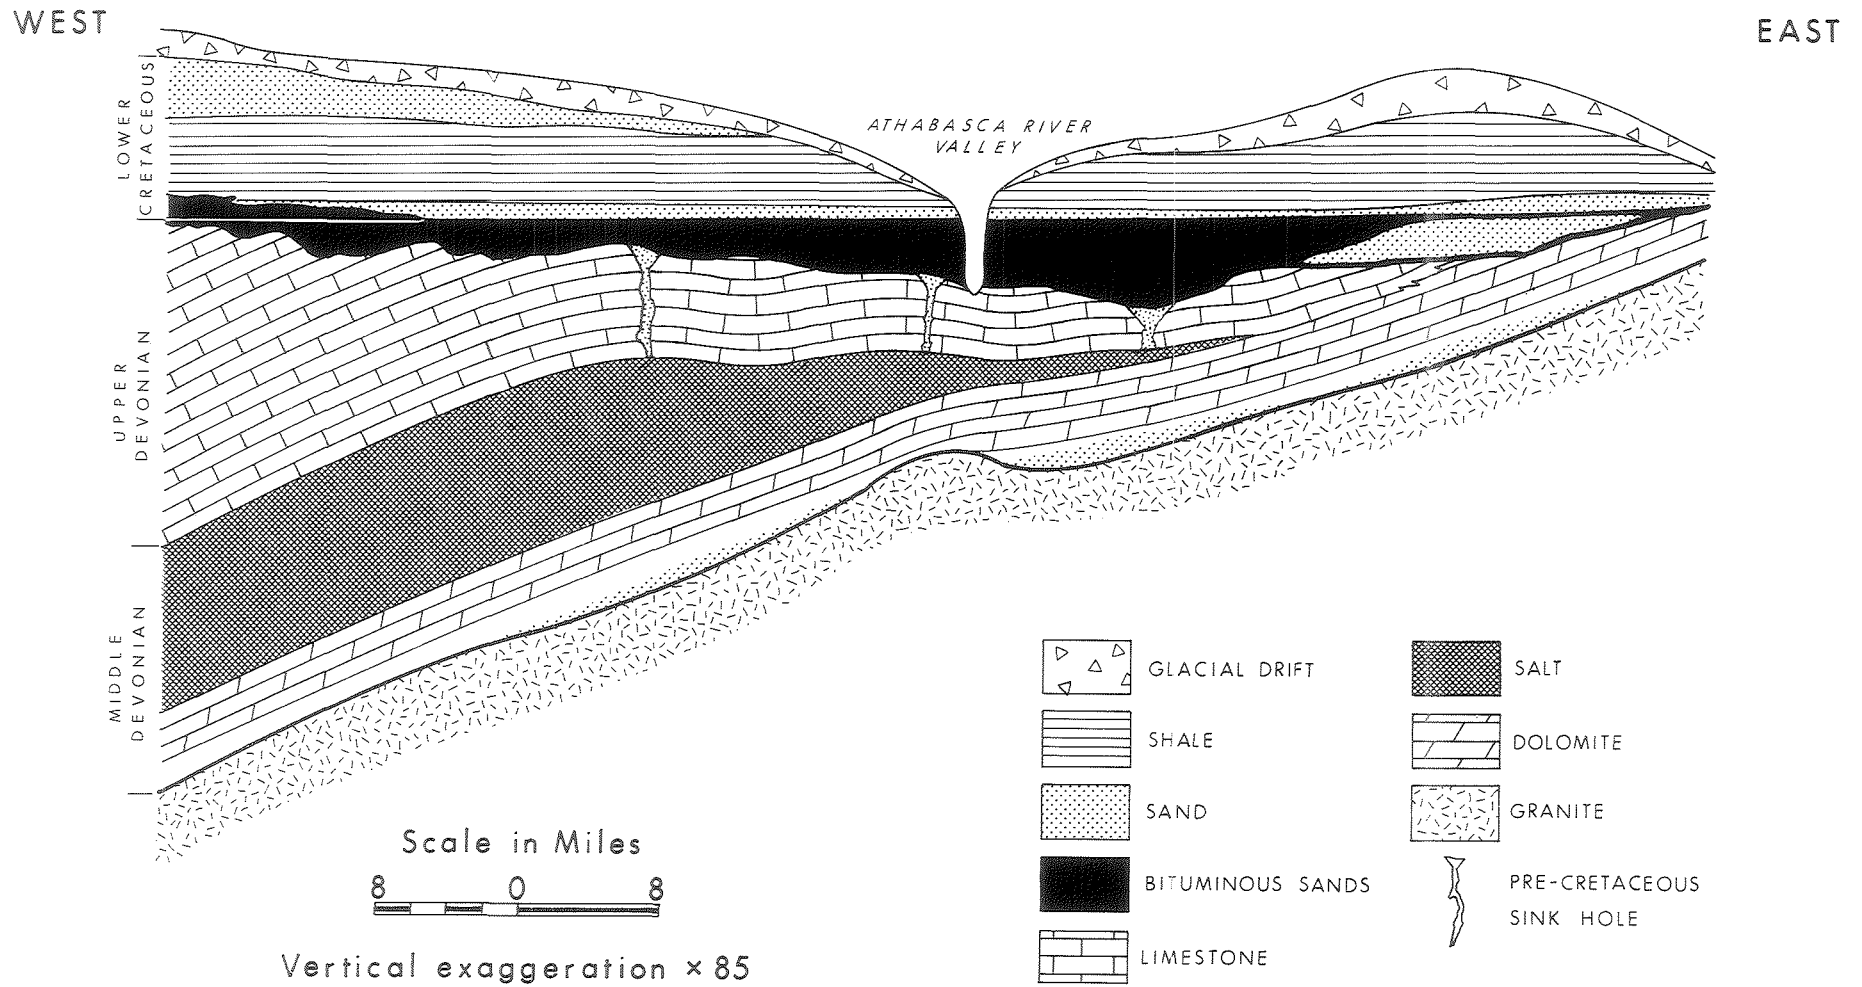 WEST
EAST
LOWER
CRETACEOUS
ATHABASCA RIVER
VALLEY
UPPER
DEVONIAN
MIDDLE
DEVONIAN
GLACIAL DRIFT
SHALE
SAND
BITUMINOUS SANDS
LIMESTONE
SALT
DOLOMITE
GRANITE
PRE-CRETACEOUS
SINK HOLE
Scale in Miles
8 0 8
Vertical exaggeration × 85